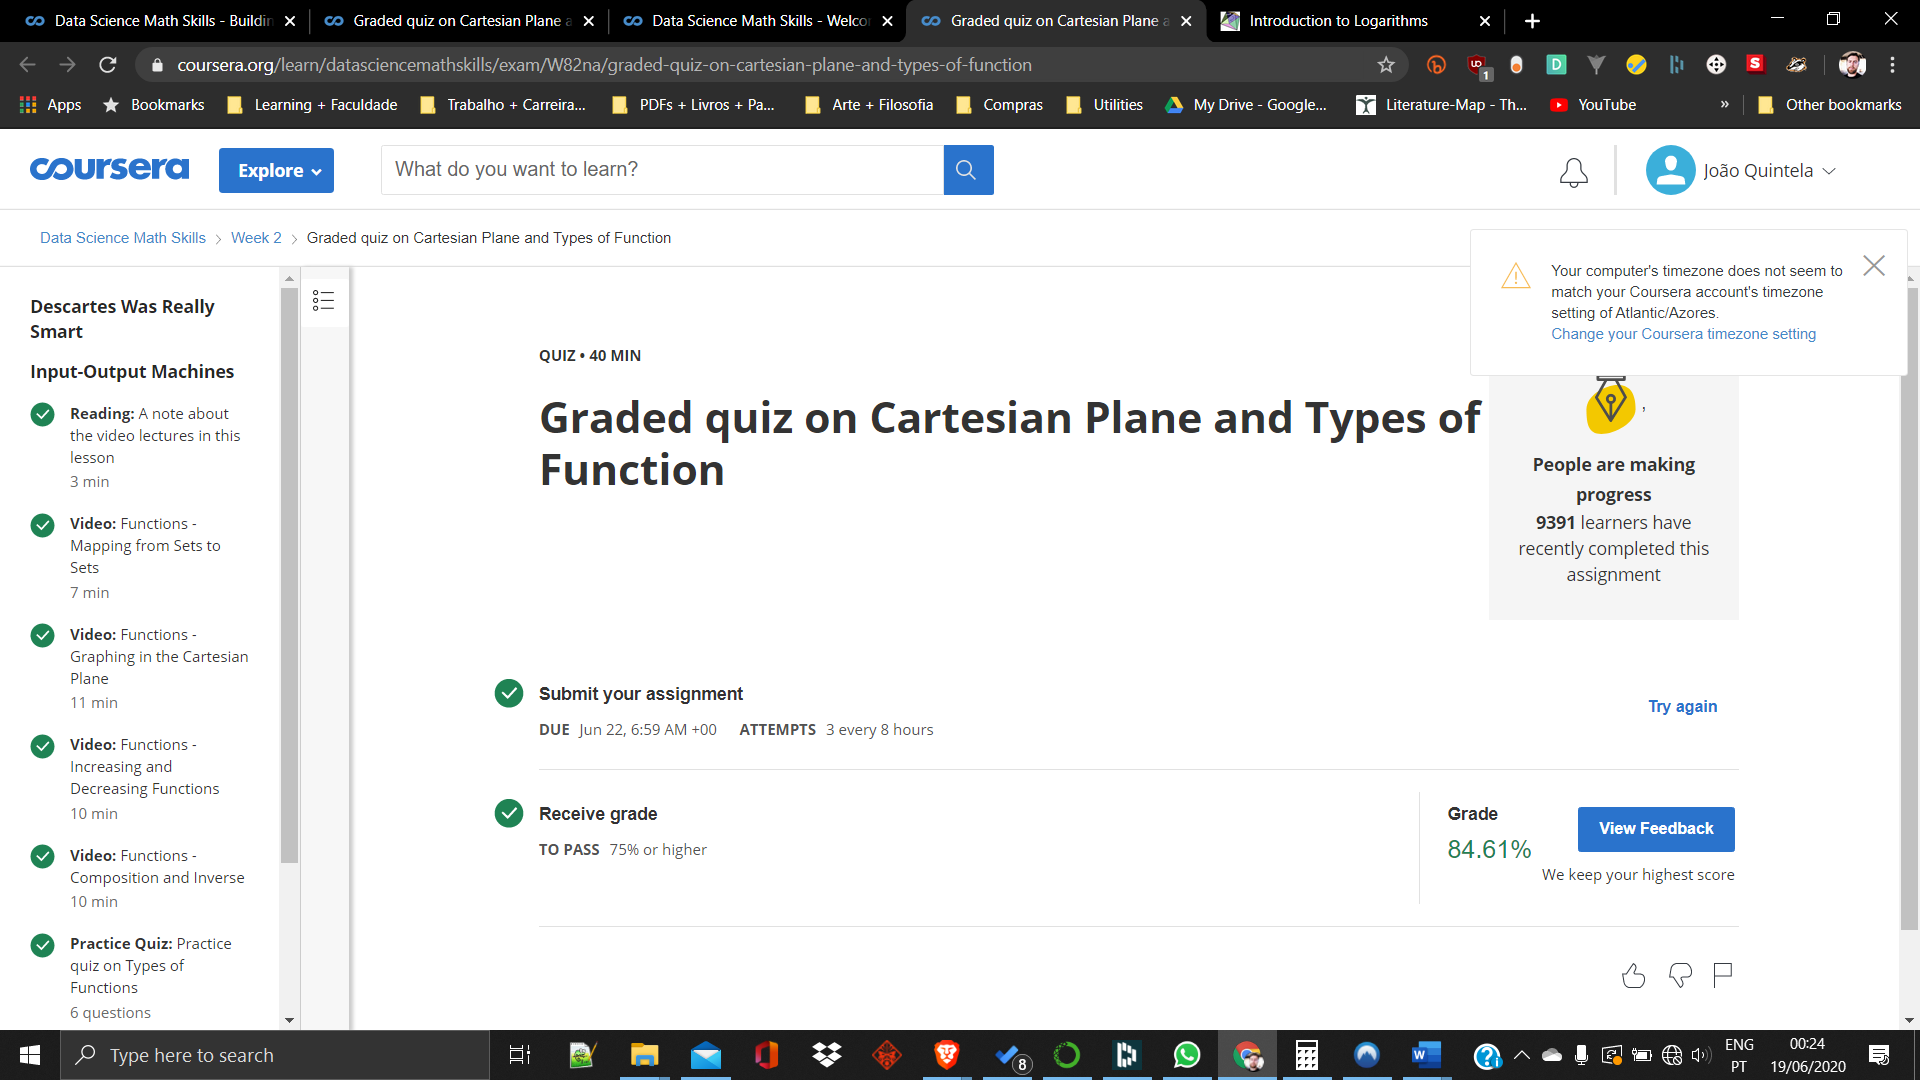 Data Science Math Skills - Buildin
Graded quiz on Cartesian Plane a
Data Science Math Skills - Welcon
Graded quiz on Cartesian Plane a
Introduction to Logarithms
coursera.org/learn/datasciencemathskills/exam/W82na/graded-quiz-on-cartesian-plane-and-types-of-function
Apps
Bookmarks
Learning + Faculdade
Trabalho + Carreira...
PDFs + Livros + Pa...
Arte + Filosofia
Compras
Utilities
My Drive - Google...
Literature-Map - Th...
YouTube
»
Other bookmarks
coursera
Explore
What do you want to learn?
João Quintela
Data Science Math Skills > Week 2 > Graded quiz on Cartesian Plane and Types of Function
Your computer's timezone does not seem to
match your Coursera account's timezone
setting of Atlantic/Azores.
Change your Coursera timezone setting
Descartes Was Really
Smart
Input-Output Machines
Reading: A note about
the video lectures in this
lesson
3 min
Video: Functions -
Mapping from Sets to
Sets
7 min
Video: Functions -
Graphing in the Cartesian
Plane
11 min
Video: Functions -
Increasing and
Decreasing Functions
10 min
Video: Functions -
Composition and Inverse
10 min
Practice Quiz: Practice
quiz on Types of
Functions
6 questions
QUIZ • 40 MIN
Graded quiz on Cartesian Plane and Types of
Function
People are making
progress
9391 learners have
recently completed this
assignment
Submit your assignment
DUE Jun 22, 6:59 AM +00 ATTEMPTS 3 every 8 hours
Try again
Receive grade
TO PASS 75% or higher
Grade
84.61%
View Feedback
We keep your highest score
Type here to search
8
ENG
PT
00:24
19/06/2020